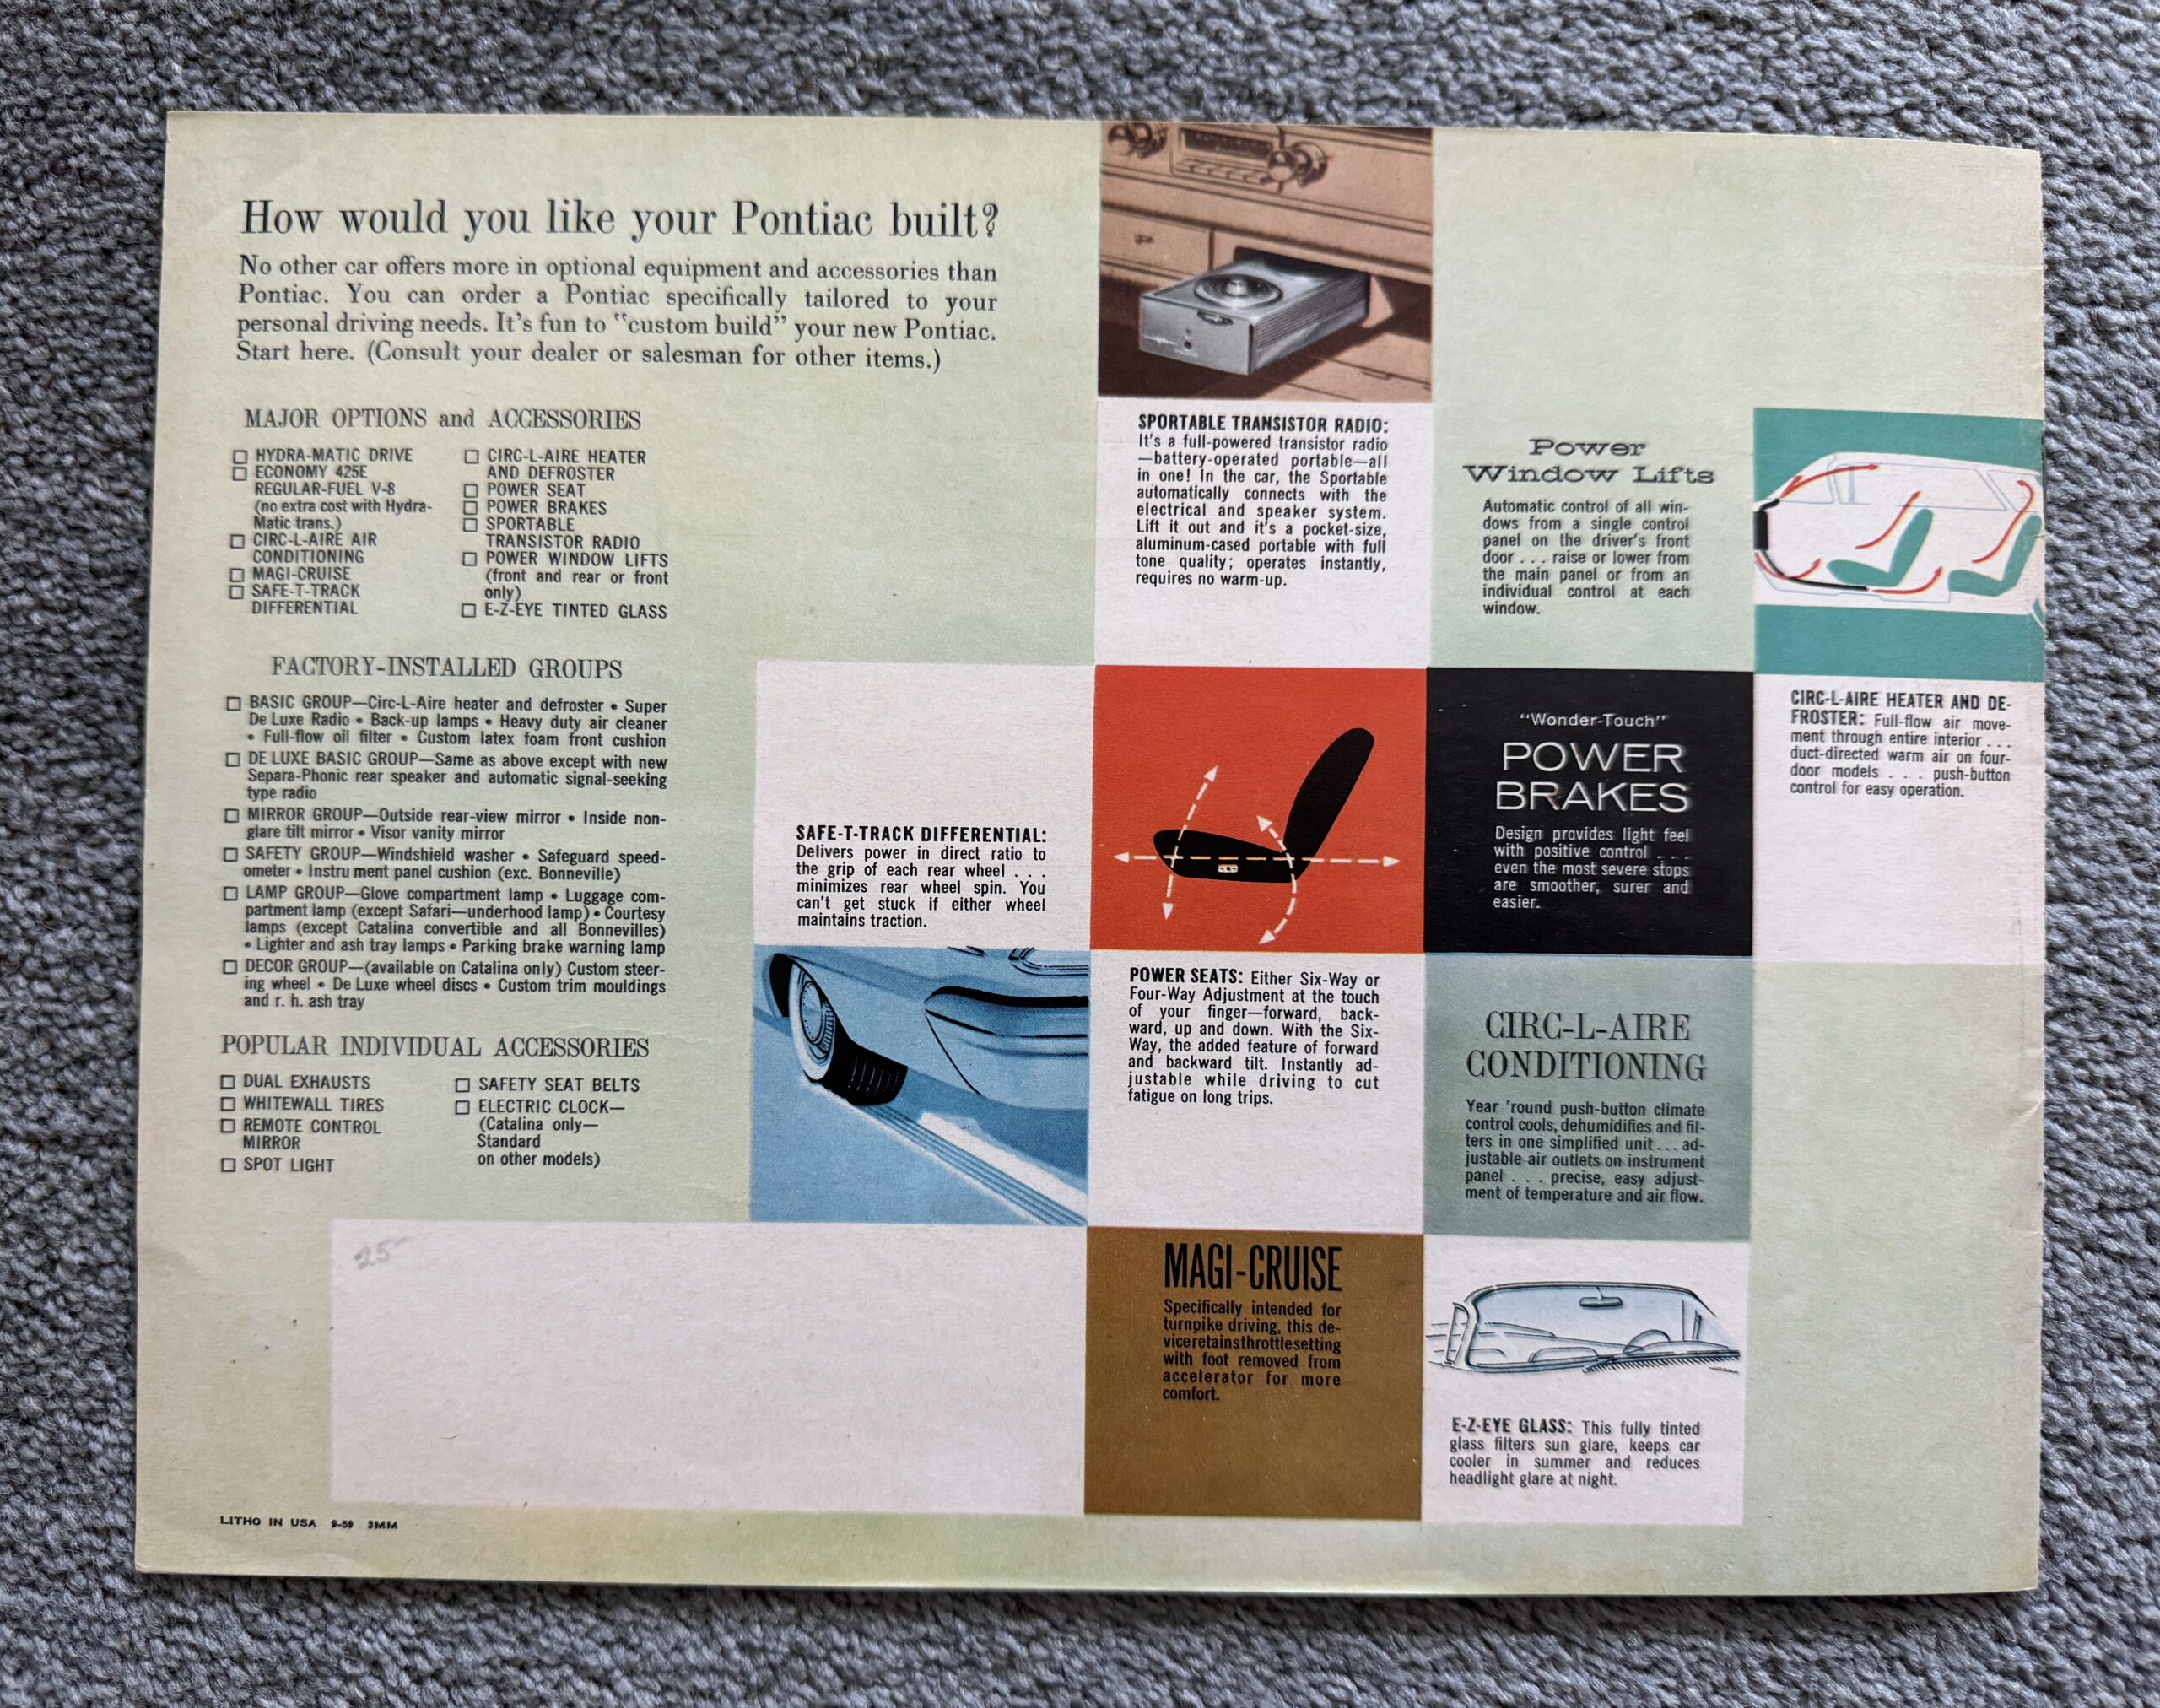 How would you like your Pontiac built?
No other car offers more in optional equipment and accessories than
Pontiac. You can order a Pontiac specifically tailored to your
personal driving needs. It's fun to "custom build" your new Pontiac.
Start here. (Consult your dealer or salesman for other items.)
MAJOR OPTIONS and ACCESSORIES
HYDRA-MATIC DRIVE
ECONOMY 425E
REGULAR-FUEL V-8
(no extra cost with Hydra-
Matic trans.)
CIRC-L-AIRE AIR
CONDITIONING
MAGI-CRUISE
SAFE-T-TRACK
DIFFERENTIAL
CIRC-L-AIRE HEATER
AND DEFROSTER
POWER SEAT
POWER BRAKES
SPORTABLE
TRANSISTOR RADIO
POWER WINDOW LIFTS
(front and rear or front
only)
E-Z-EYE TINTED GLASS
FACTORY-INSTALLED GROUPS
BASIC GROUP—Circ-L-Aire heater and defroster • Super
De Luxe Radio • Back-up lamps • Heavy duty air cleaner
• Full-flow oil filter • Custom latex foam front cushion
DE LUXE BASIC GROUP—Same as above except with new
Separa-Phonic rear speaker and automatic signal-seeking
type radio
MIRROR GROUP—Outside rear-view mirror • Inside non-
glare tilt mirror • Visor vanity mirror
SAFETY GROUP—Windshield washer • Safeguard speed-
ometer • Instru ment panel cushion (exc. Bonneville)
LAMP GROUP—Glove compartment lamp • Luggage com-
partment lamp (except Safari—underhood lamp) • Courtesy
lamps (except Catalina convertible and all Bonnevilles)
• Lighter and ash tray lamps • Parking brake warning lamp
DECOR GROUP—(available on Catalina only) Custom steer-
ing wheel • De Luxe wheel discs • Custom trim mouldings
and r. h. ash tray
POPULAR INDIVIDUAL ACCESSORIES
DUAL EXHAUSTS
WHITEWALL TIRES
REMOTE CONTROL
MIRROR
SPOT LIGHT
SAFETY SEAT BELTS
ELECTRIC CLOCK—
(Catalina only—
Standard
on other models)
25
LITHO IN USA 9-59 3MM
SAFE-T-TRACK DIFFERENTIAL:
Delivers power in direct ratio to
the grip of each rear wheel . . .
minimizes rear wheel spin. You
can't get stuck if either wheel
maintains traction.
SPORTABLE TRANSISTOR RADIO:
It's a full-powered transistor radio
—battery-operated portable—all
in one! In the car, the Sportable
automatically connects with the
electrical and speaker system.
Lift it out and it's a pocket-size,
aluminum-cased portable with full
tone quality; operates instantly,
requires no warm-up.
POWER SEATS: Either Six-Way or
Four-Way Adjustment at the touch
of your finger—forward, back-
ward, up and down. With the Six-
Way, the added feature of forward
and backward tilt. Instantly ad-
justable while driving to cut
fatigue on long trips.
MAGI-CRUISE
Specifically intended for
turnpike driving, this de-
vice retains throttle setting
with foot removed from
accelerator for more
comfort.
Power
Window Lifts
Automatic control of all win-
dows from a single control
panel on the driver's front
door . . . raise or lower from
the main panel or from an
individual control at each
window.
"Wonder-Touch"
POWER
BRAKES
Design provides light feel
with positive control . . .
even the most severe stops
are smoother, surer and
easier.
CIRC-L-AIRE
CONDITIONING
Year 'round push-button climate
control cools, dehumidifies and fil-
ters in one simplified unit . . . ad-
justable air outlets on instrument
panel . . . precise, easy adjust-
ment of temperature and air flow.
E-Z-EYE GLASS: This fully tinted
glass filters sun glare, keeps car
cooler in summer and reduces
headlight glare at night.
CIRC-L-AIRE HEATER AND DE-
FROSTER: Full-flow air move-
ment through entire interior . . .
duct-directed warm air on four-
door models . . . push-button
control for easy operation.